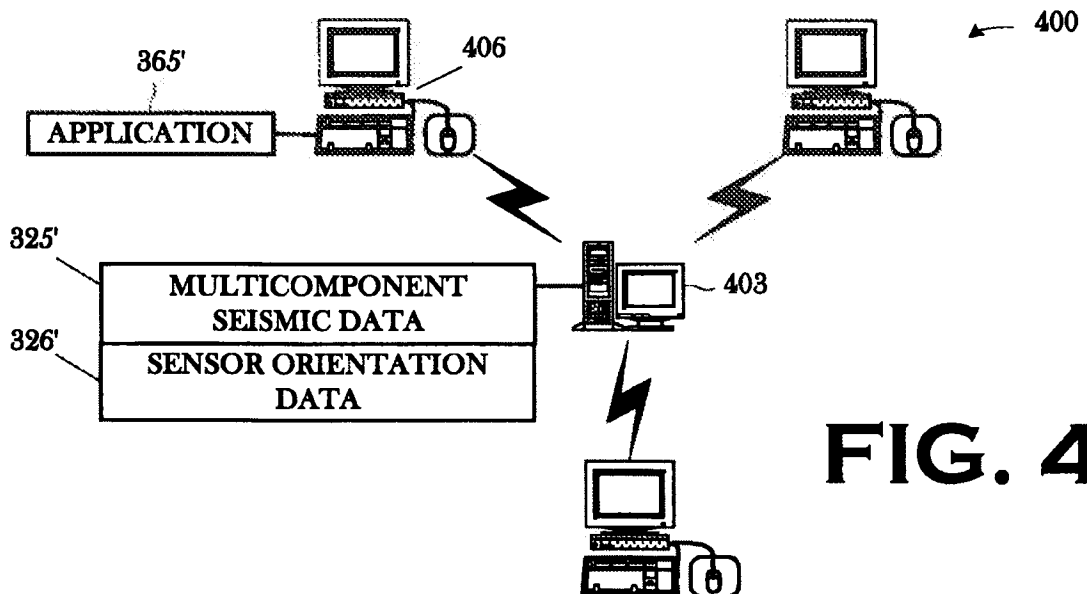 400
406
365'
APPLICATION
325'
MULTICOMPONENT
SEISMIC DATA
403
326'
SENSOR ORIENTATION
DATA
FIG. 4